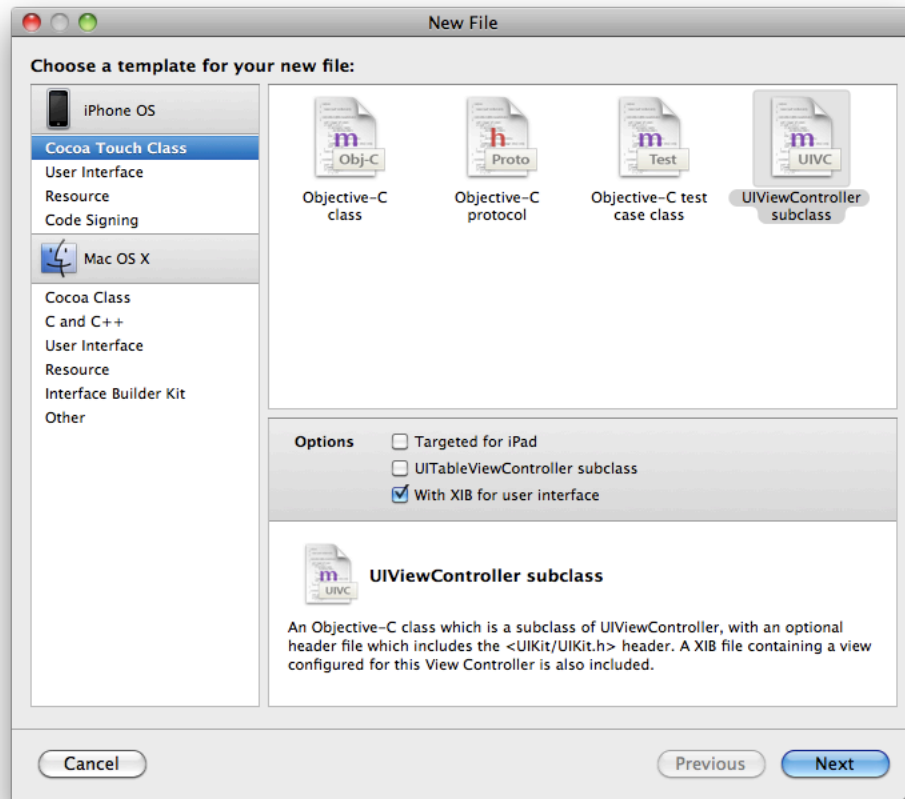 New File
Choose a template for your new file:
iPhone OS
Cocoa Touch Class
User Interface
Resource
Code Signing
Mac OS X
Cocoa Class
C and C++
User Interface
Resource
Interface Builder Kit
Other
m
Obj-C
Objective-C
class
h
Proto
Objective-C
protocol
m
Test
Objective-C test
case class
m
UIVC
UIViewController
subclass
Options
Targeted for iPad
UITableViewController subclass
With XIB for user interface
m
UIVC
UIViewController subclass
An Objective-C class which is a subclass of UIViewController, with an optional
header file which includes the <UIKit/UIKit.h> header. A XIB file containing a view
configured for this View Controller is also included.
Cancel
Previous
Next